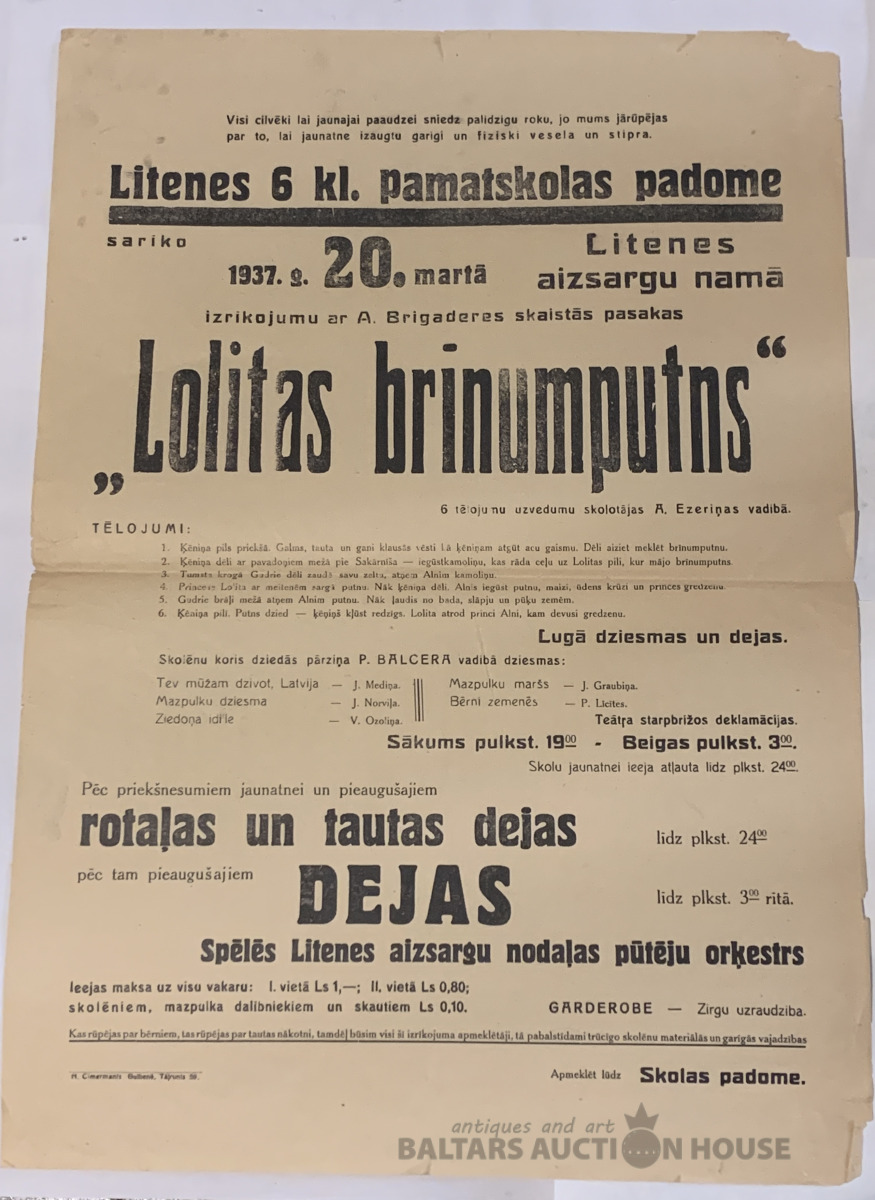 Visi cilvēki lai jaunajai paaudzei sniedz palīdzīgu roku, jo mums jārūpējas
par to, lai jaunatne izaugtu garīgi un fiziski vesela un stipra.
Litenes 6 kl. pamatskolas padome
sarīko
1937. g. 20. martā
Litenes
aizsargu namā
izrīkojumu ar A. Brigaderes skaistās pasakas
„Lolitas brīnumputns“
6 tēlojumu uzvedumu skolotājas A. Ezeriņas vadībā.
TĒLOJUMI:
1. Ķēniņa pils priekšā. Galms, tauta un gani klausās vēsti kā ķēniņam atgūt acu gaismu. Dēli aiziet meklēt brīnumputnu.
2. Ķēniņa dēli ar pavadoņiem mežā pie Sakārniša — iegūstkamoliņu, kas rāda ceļu uz Lolitas pili, kur mājo brīnumputns.
3. Tumsts krogā Gudrie dēli zaudē savu zeltu, atņem Alnim kamoliņu.
4. Princese Lolita ar meitenēm sargā putnu. Nāk ķēniņa dēli. Alnis iegūst putnu, maizi, ūdens krūzi un princes gredzenu.
5. Gudrie brāļi mežā atņem Alnim putnu. Nāk ļaudis no bada, slāpju un pūķu zemēm.
6. Ķēniņa pilī. Putns dzied — ķēņiņš kļūst redzīgs. Lolita atrod princi Alni, kam devusi gredzenu.
Lugā dziesmas un dejas.
Skolēnu koris dziedās pārziņa P. BALCERA vadībā dziesmas:
Tev mūžam dzīvot, Latvija — J. Mediņa.
Mazpulku dziesma — J. Norviļa.
Ziedoņa idille — V. Ozoliņa.
Mazpulku maršs — J. Graubiņa.
Bērni zemenēs — P. Līcītes.
Teātŗa starpbrīžos deklamācijas.
Sākums pulkst. 19⁰⁰ - Beigas pulkst. 3⁰⁰.
Skolu jaunatnei ieeja atļauta līdz plkst. 24⁰⁰.
Pēc priekšnesumiem jaunatnei un pieaugušajiem
rotaļas un tautas dejas
līdz plkst. 24⁰⁰
pēc tam pieaugušajiem
DEJAS
līdz plkst. 3⁰⁰ rītā.
Spēlēs Litenes aizsargu nodaļas pūtēju orķestrs
Ieejas maksa uz visu vakaru: I. vietā Ls 1,—; II. vietā Ls 0,80;
skolēniem, mazpulka dalībniekiem un skautiem Ls 0,10.
GARDEROBE — Zirgu uzraudzība.
Kas rūpējas par bērniem, tas rūpējas par tautas nākotni, tamdēļ būsim visi šī izrīkojuma apmeklētāji, tā pabalstīdami trūcīgo skolēnu materiālās un garīgās vajadzības
Cimermanis Gulbenē, Tālrunis 59.
Apmeklēt lūdz Skolas padome.
antiques and art
BALTARS AUCTION HOUSE